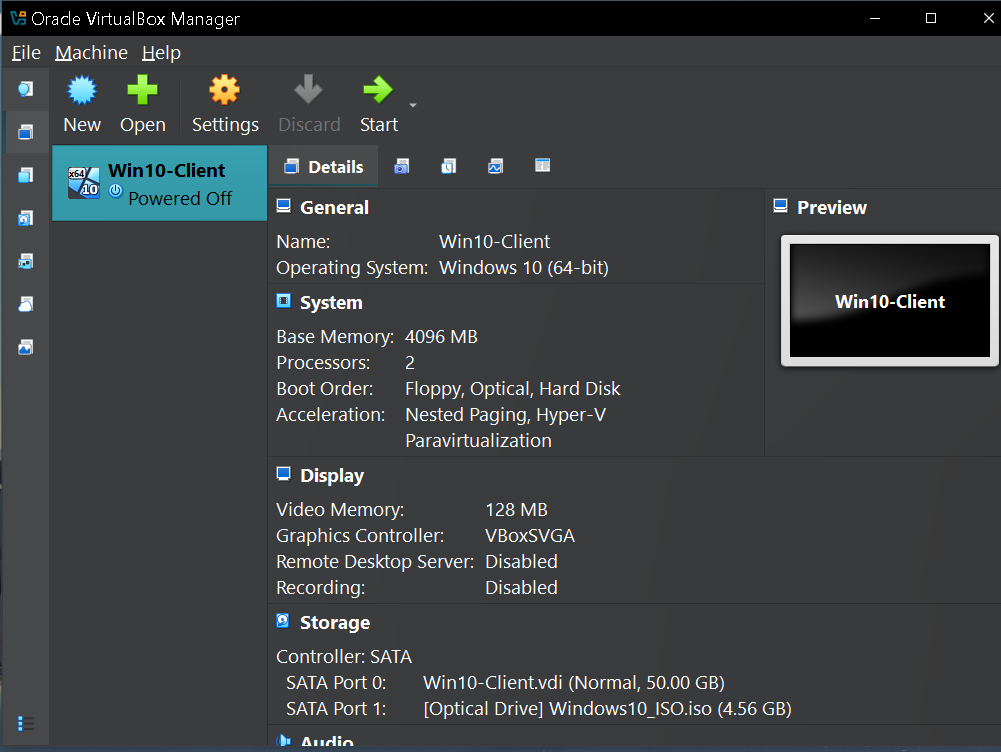 Oracle VirtualBox Manager
File Machine Help
New Open Settings Discard Start
x64
10
Win10-Client
Powered Off
Details
General
Name: Win10-Client
Operating System: Windows 10 (64-bit)
Preview
Win10-Client
System
Base Memory: 4096 MB
Processors: 2
Boot Order: Floppy, Optical, Hard Disk
Acceleration: Nested Paging, Hyper-V
Paravirtualization
Display
Video Memory: 128 MB
Graphics Controller: VBoxSVGA
Remote Desktop Server: Disabled
Recording: Disabled
Storage
Controller: SATA
SATA Port 0: Win10-Client.vdi (Normal, 50.00 GB)
SATA Port 1: [Optical Drive] Windows10_ISO.iso (4.56 GB)
Audio